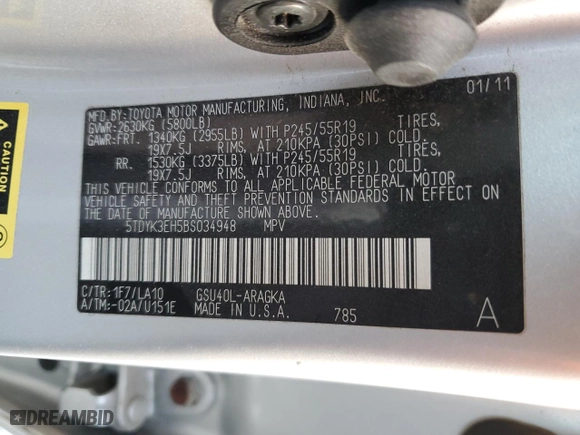 MFD BY:TOYOTA MOTOR MANUFACTURING, INDIANA, INC. 01/11
GVWR:2630KG (5800LB)
GAWR:FRT. 1340KG (2955LB) WITH P245/55R19 TIRES,
19X7.5J RIMS, AT 210KPA (30PSI) COLD.
RR. 1530KG (3375LB) WITH P245/55R19 TIRES,
19X7.5J RIMS, AT 210KPA (30PSI) COLD.
THIS VEHICLE CONFORMS TO ALL APPLICABLE FEDERAL MOTOR
VEHICLE SAFETY AND THEFT PREVENTION STANDARDS IN EFFECT ON
THE DATE OF MANUFACTURE SHOWN ABOVE.
5TDYK3EH5BS034948 MPV
C/TR:1F7/LA10 GSU40L-ARAGKA
A/TM:-02A/U151E MADE IN U.S.A. 785 A
CAUTION
DREAMBID